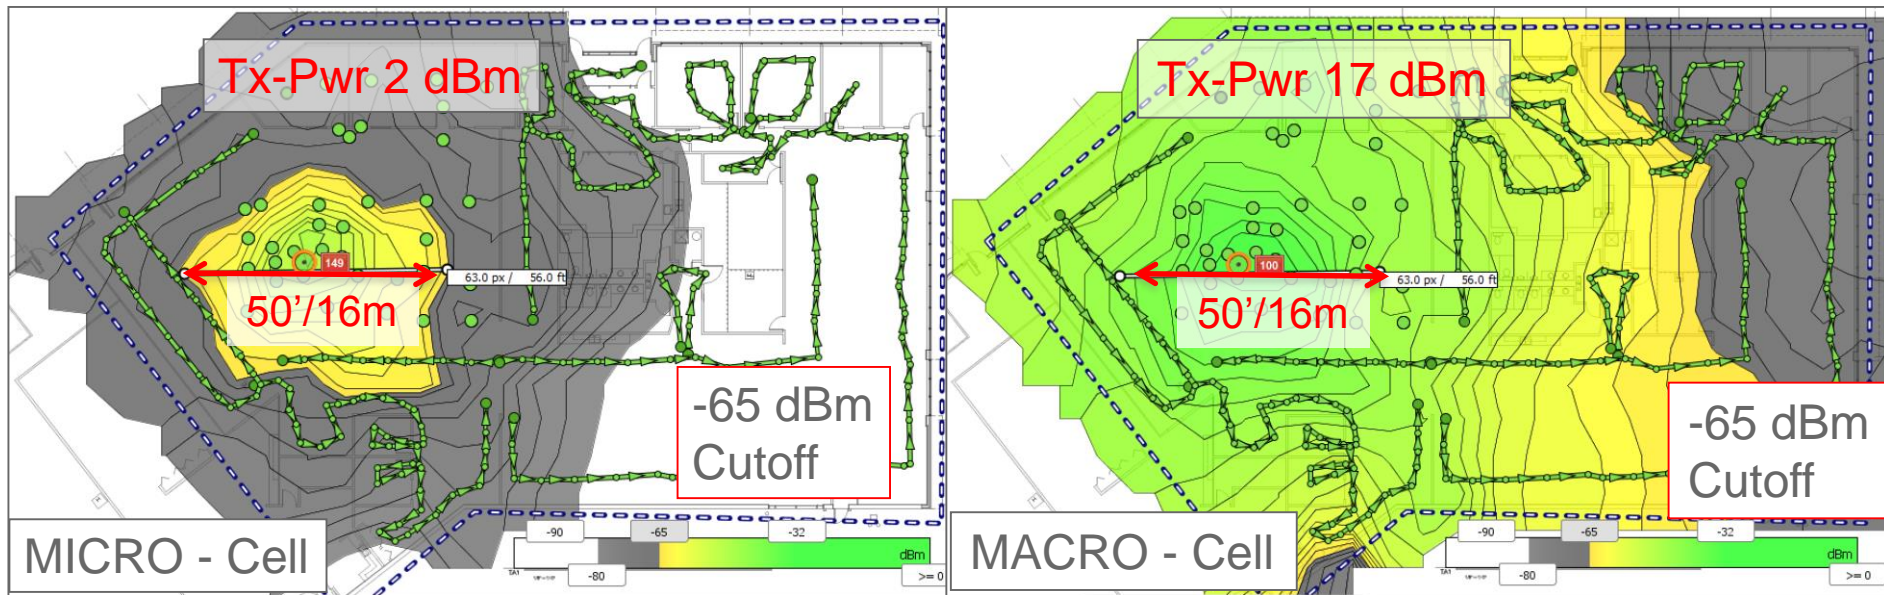 Tx-Pwr 2 dBm
149
63.0 px / 56.0 ft
50’/16m
-65 dBm
Cutoff
MICRO - Cell
-90
-65
-32
dBm
-80
>= 0
Tx-Pwr 17 dBm
100
63.0 px / 56.0 ft
50’/16m
-65 dBm
Cutoff
MACRO - Cell
-90
-65
-32
dBm
-80
>= 0